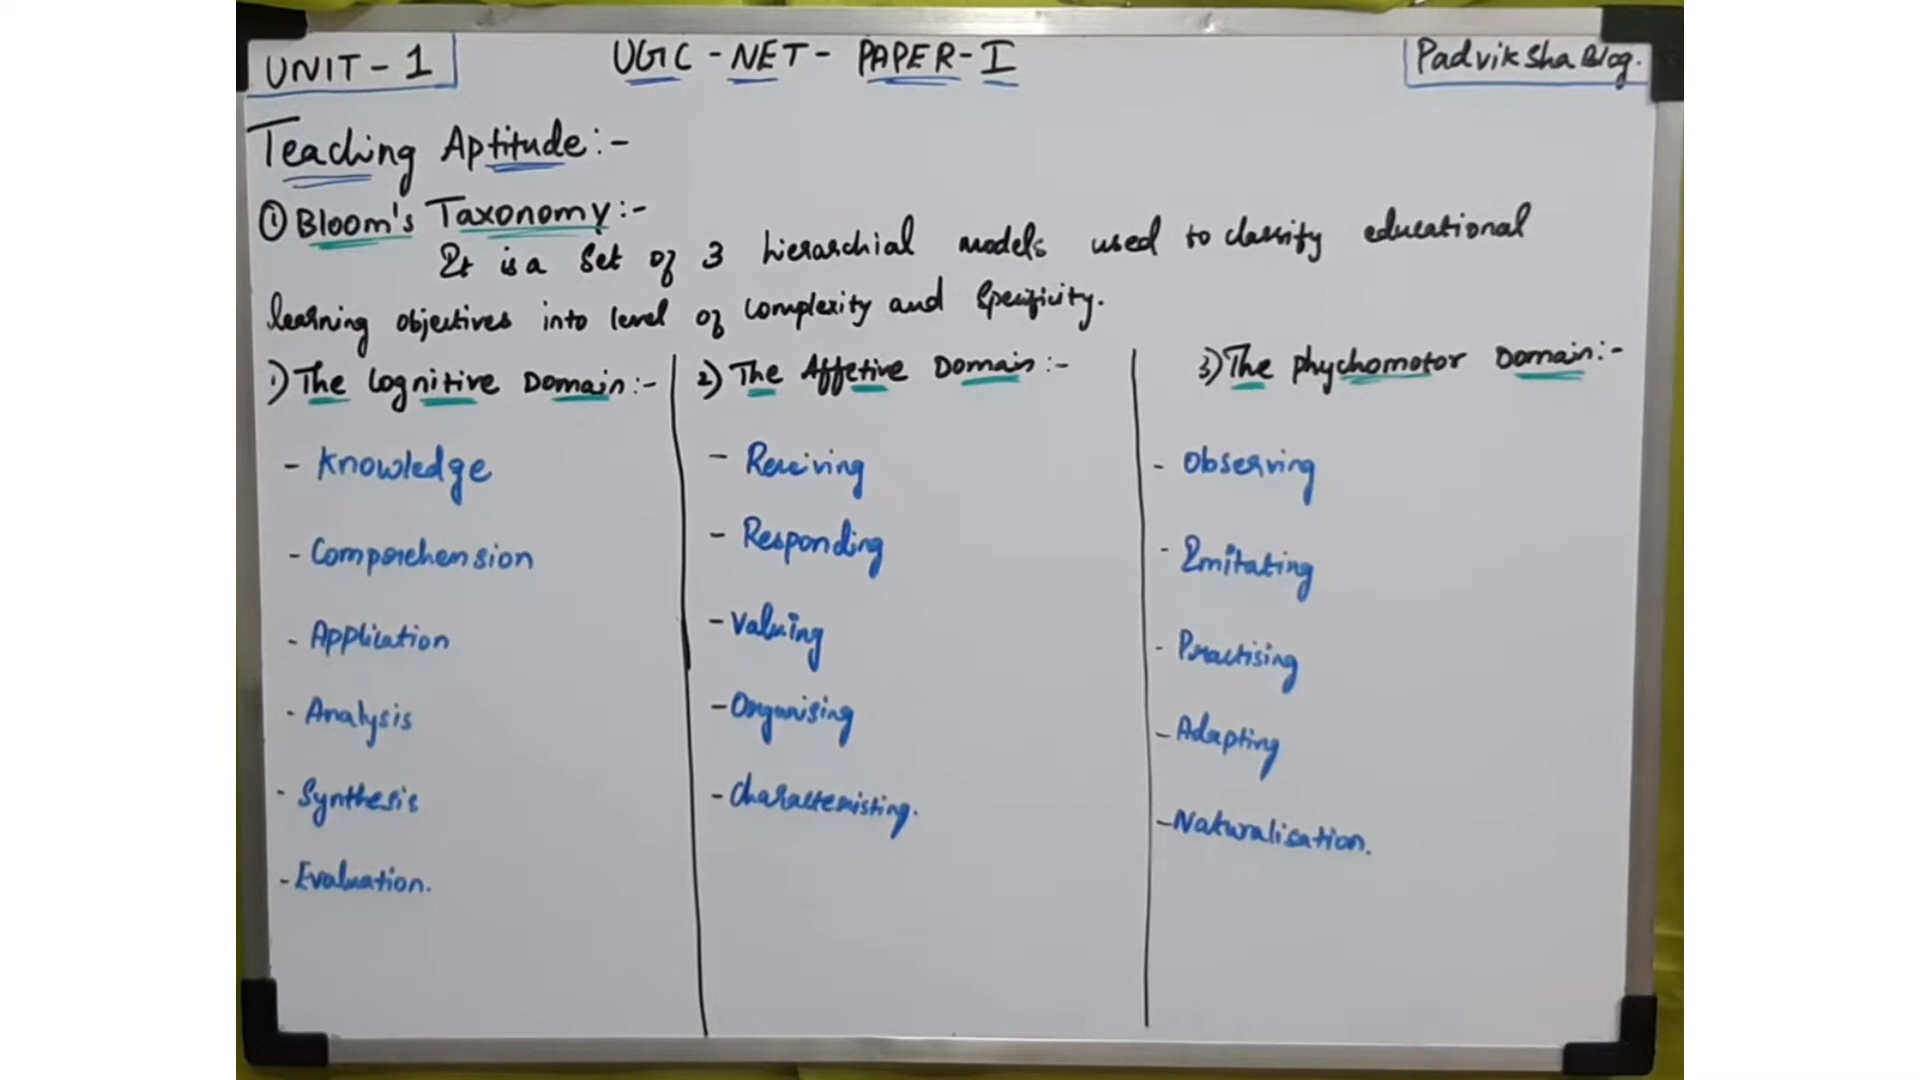 UNIT-1
UGC-NET-PAPER-I
Padviksha Blog.
Teaching Aptitude:-
① Bloom's Taxonomy:-
It is a set of 3 hierarchial models used to classify educational
learning objectives into level of complexity and specificity.
1) The Cognitive Domain:-
- Knowledge
- Comprehension
- Application
- Analysis
- Synthesis
- Evaluation.
2) The Affetive Domain:-
- Receiving
- Responding
- Valuing
- Organising
- Characteristing.
3) The Phychomotor Domain:-
- Observing
- Imitating
- Practising
- Adapting
- Naturalisation.